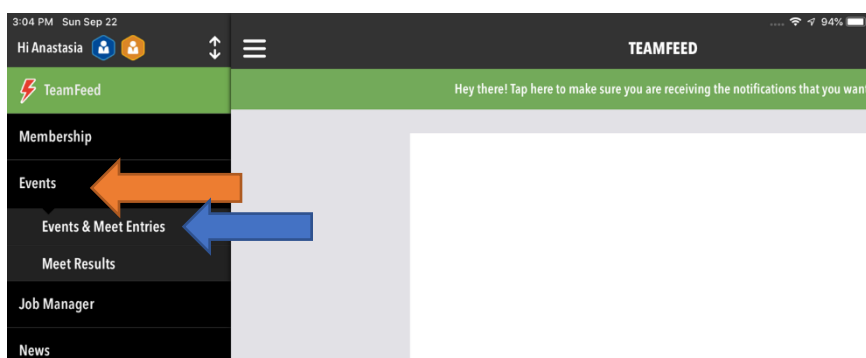 3:04 PM Sun Sep 22
94%
Hi Anastasia
TEAMFEED
TeamFeed
Hey there! Tap here to make sure you are receiving the notifications that you want
Membership
Events
Events & Meet Entries
Meet Results
Job Manager
News